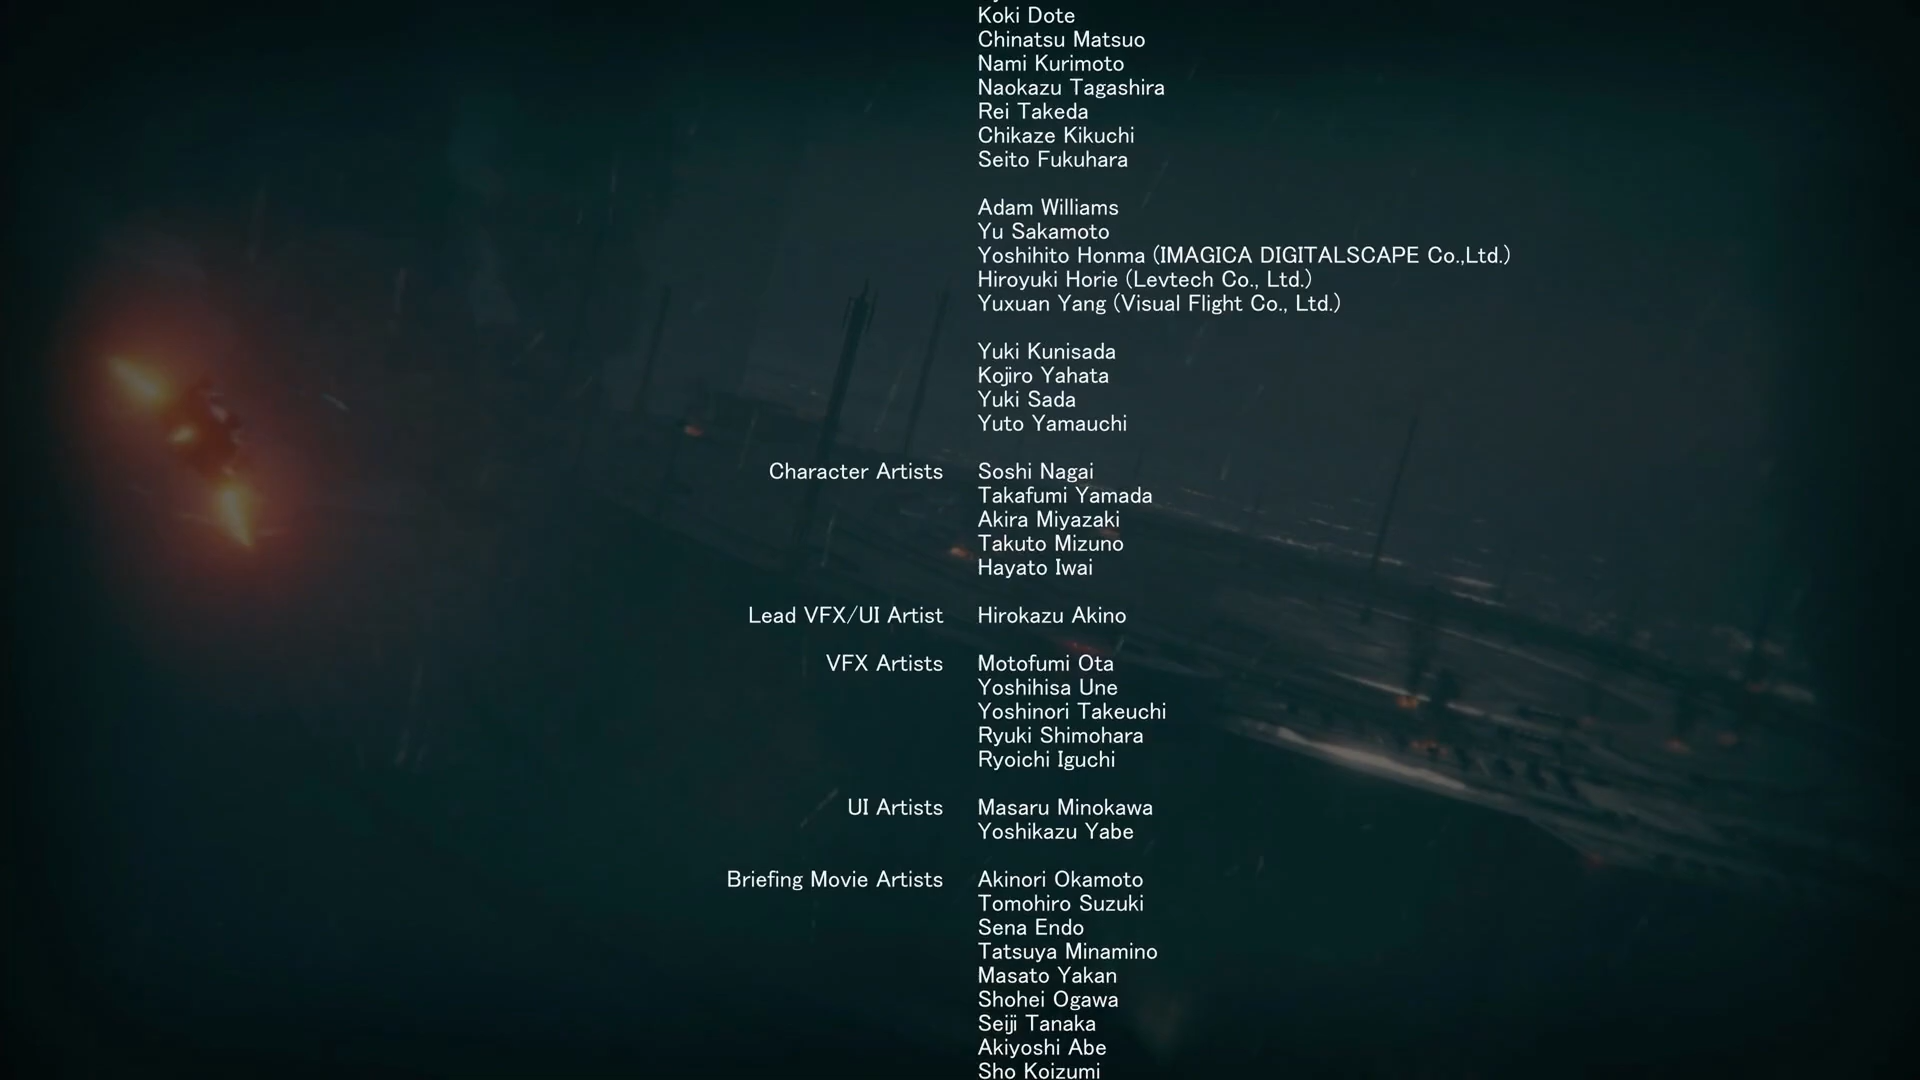 Koki Dote
Chinatsu Matsuo
Nami Kurimoto
Naokazu Tagashira
Rei Takeda
Chikaze Kikuchi
Seito Fukuhara
Adam Williams
Yu Sakamoto
Yoshihito Honma (IMAGICA DIGITALSCAPE Co.,Ltd.)
Hiroyuki Horie (Levtech Co., Ltd.)
Yuxuan Yang (Visual Flight Co., Ltd.)
Yuki Kunisada
Kojiro Yahata
Yuki Sada
Yuto Yamauchi
Character Artists Soshi Nagai
Takafumi Yamada
Akira Miyazaki
Takuto Mizuno
Hayato Iwai
Lead VFX/UI Artist Hirokazu Akino
VFX Artists Motofumi Ota
Yoshihisa Une
Yoshinori Takeuchi
Ryuki Shimohara
Ryoichi Iguchi
UI Artists Masaru Minokawa
Yoshikazu Yabe
Briefing Movie Artists Akinori Okamoto
Tomohiro Suzuki
Sena Endo
Tatsuya Minamino
Masato Yakan
Shohei Ogawa
Seiji Tanaka
Akiyoshi Abe
Sho Koizumi